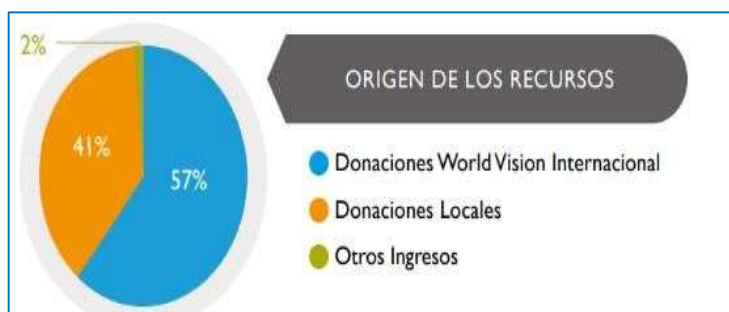 2%
ORIGEN DE LOS RECURSOS
41%
57%
Donaciones World Vision Internacional
Donaciones Locales
Otros Ingresos